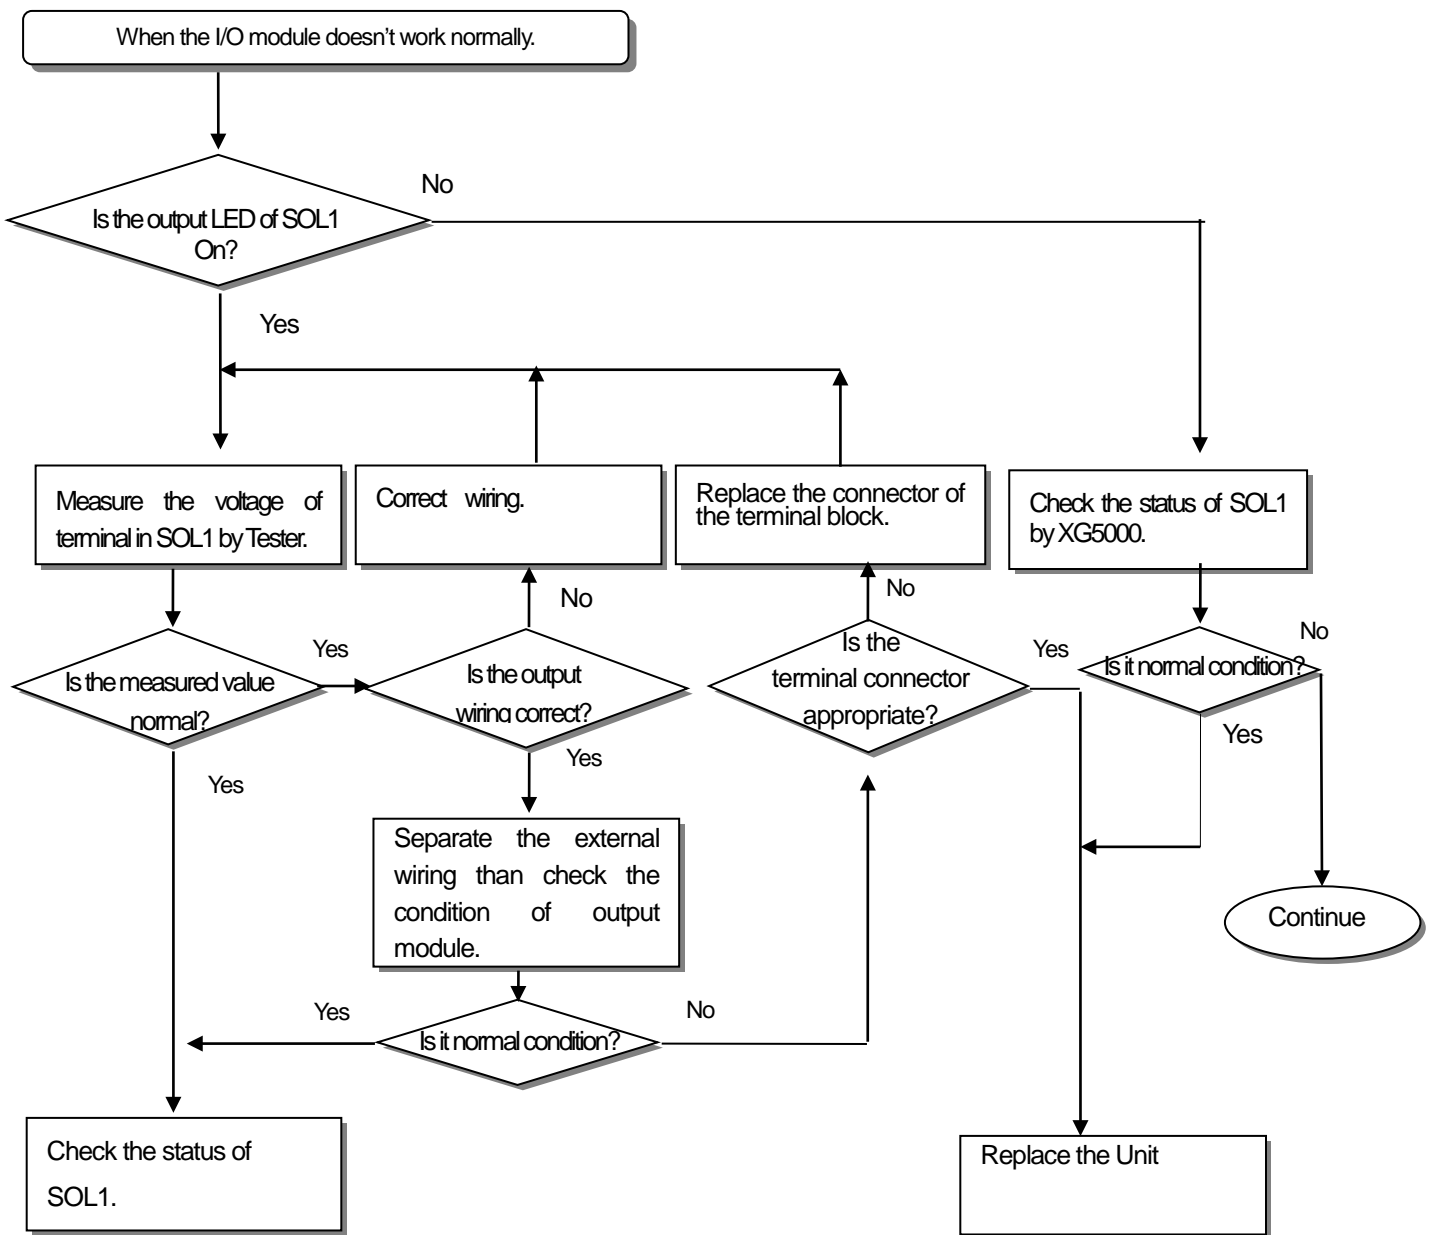 When the I/O module doesn't work normally.
No
Is the output LED of SOL1
On?
Yes
Measure the voltage of
terminal in SOL1 by Tester.
Correct wiring.
Replace the connector of
the terminal block.
Check the status of SOL1
by XG5000.
No
No
Yes
Is the measured value
normal?
Is the output
wiring correct?
Is the
terminal connector
appropriate?
Yes
No
Is it normal condition?
Yes
Yes
Yes
Separate the external
wiring than check the
condition of output
module.
Continue
Yes
No
Is it normal condition?
Check the status of
SOL1.
Replace the Unit